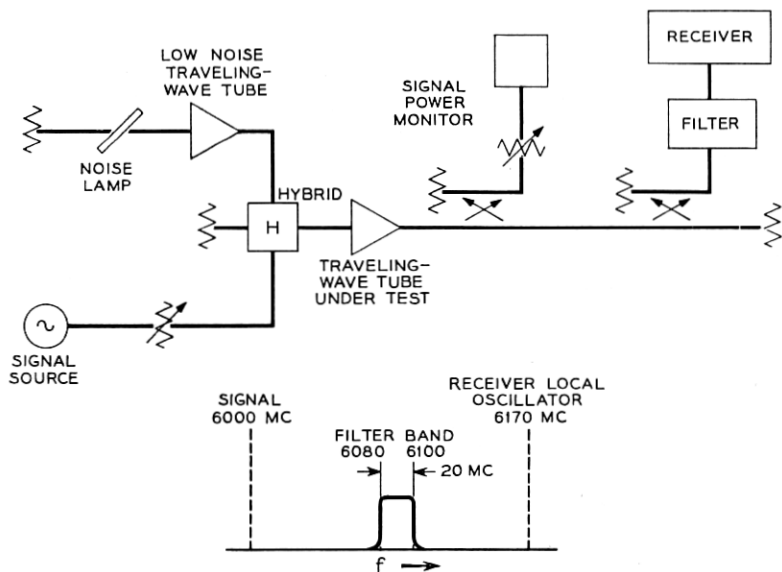 LOW NOISE
TRAVELING-
WAVE TUBE
NOISE
LAMP
SIGNAL
POWER
MONITOR
RECEIVER
FILTER
HYBRID
H
TRAVELING-
WAVE TUBE
UNDER TEST
SIGNAL
SOURCE
SIGNAL
6000 MC
RECEIVER LOCAL
OSCILLATOR
6170 MC
FILTER BAND
6080 6100
20 MC
f